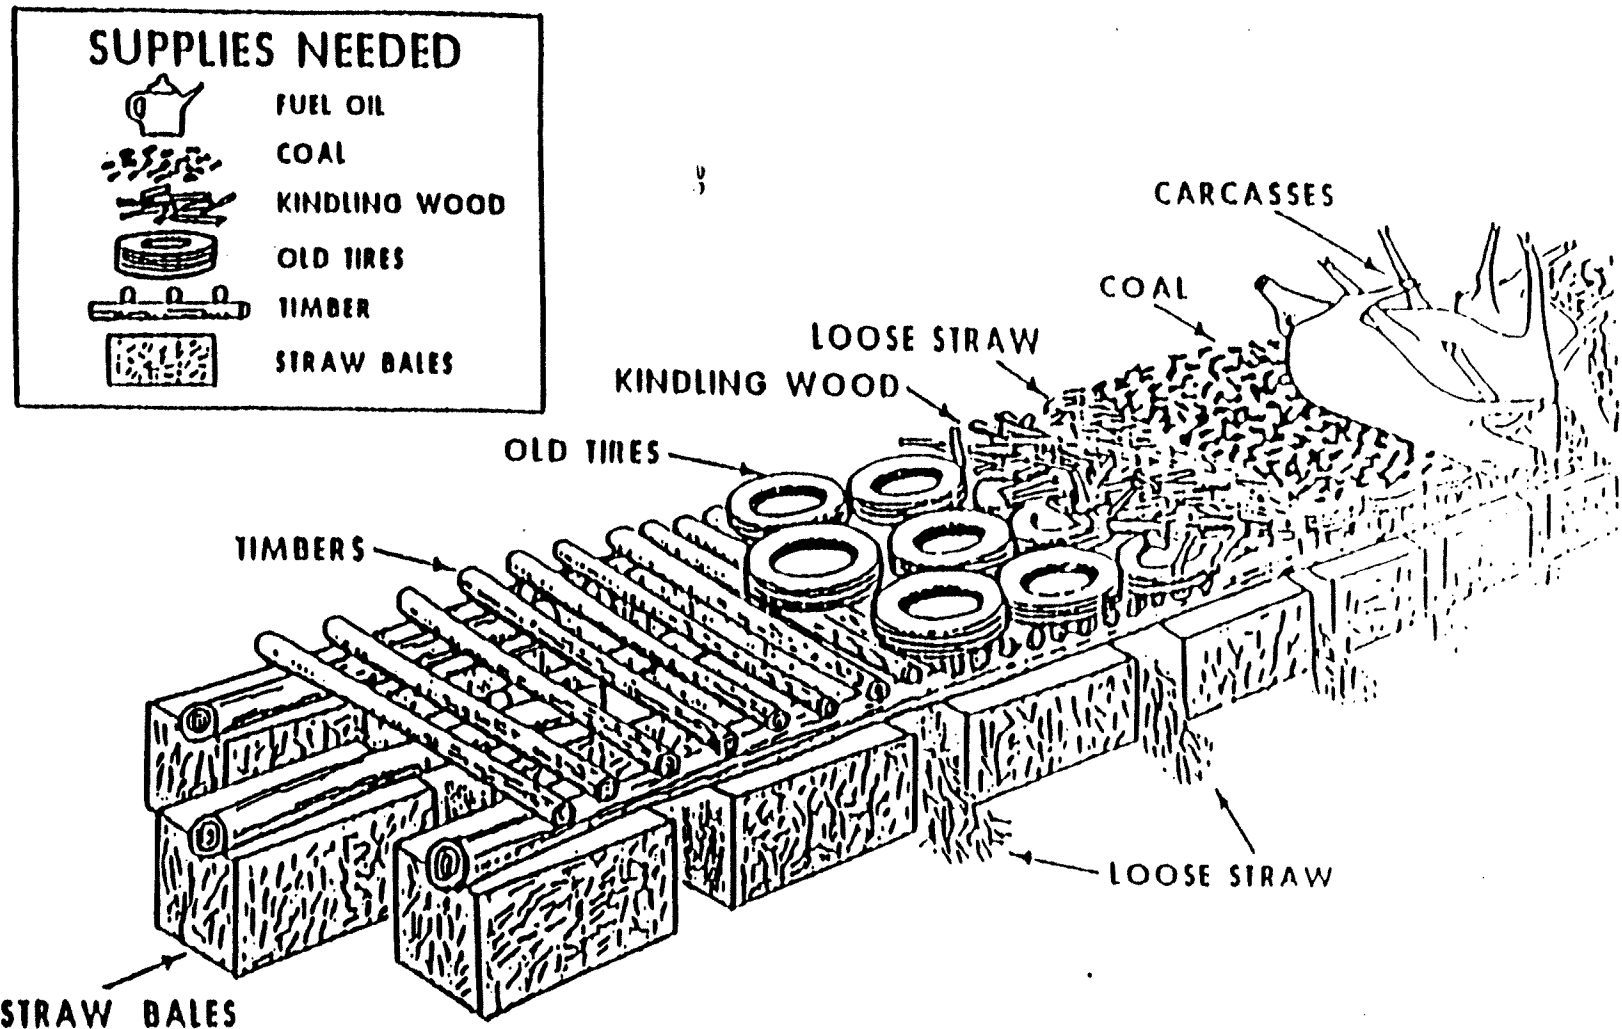 SUPPLIES NEEDED
FUEL OIL
COAL
KINDLING WOOD
OLD TIRES
TIMBER
STRAW BALES
CARCASSES
COAL
LOOSE STRAW
KINDLING WOOD
OLD TIRES
TIMBERS
LOOSE STRAW
STRAW BALES